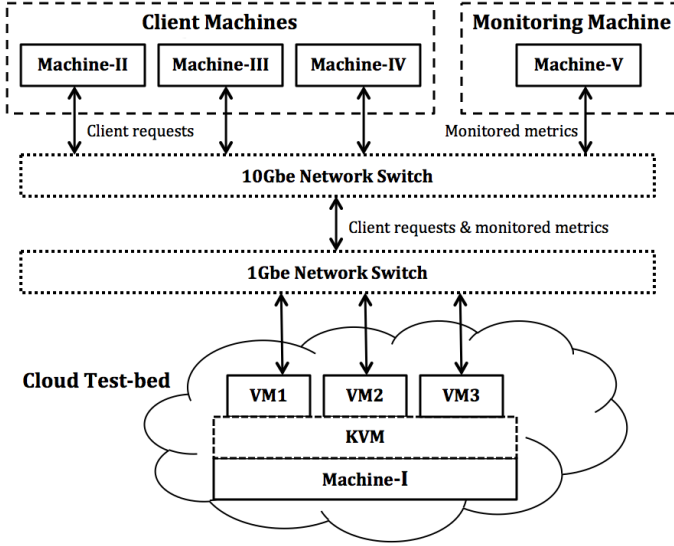 Client Machines
Monitoring Machine
Machine-II
Machine-III
Machine-IV
Machine-V
Client requests
Monitored metrics
10Gbe Network Switch
Client requests & monitored metrics
1Gbe Network Switch
Cloud Test-bed
VM1
VM2
VM3
KVM
Machine-I